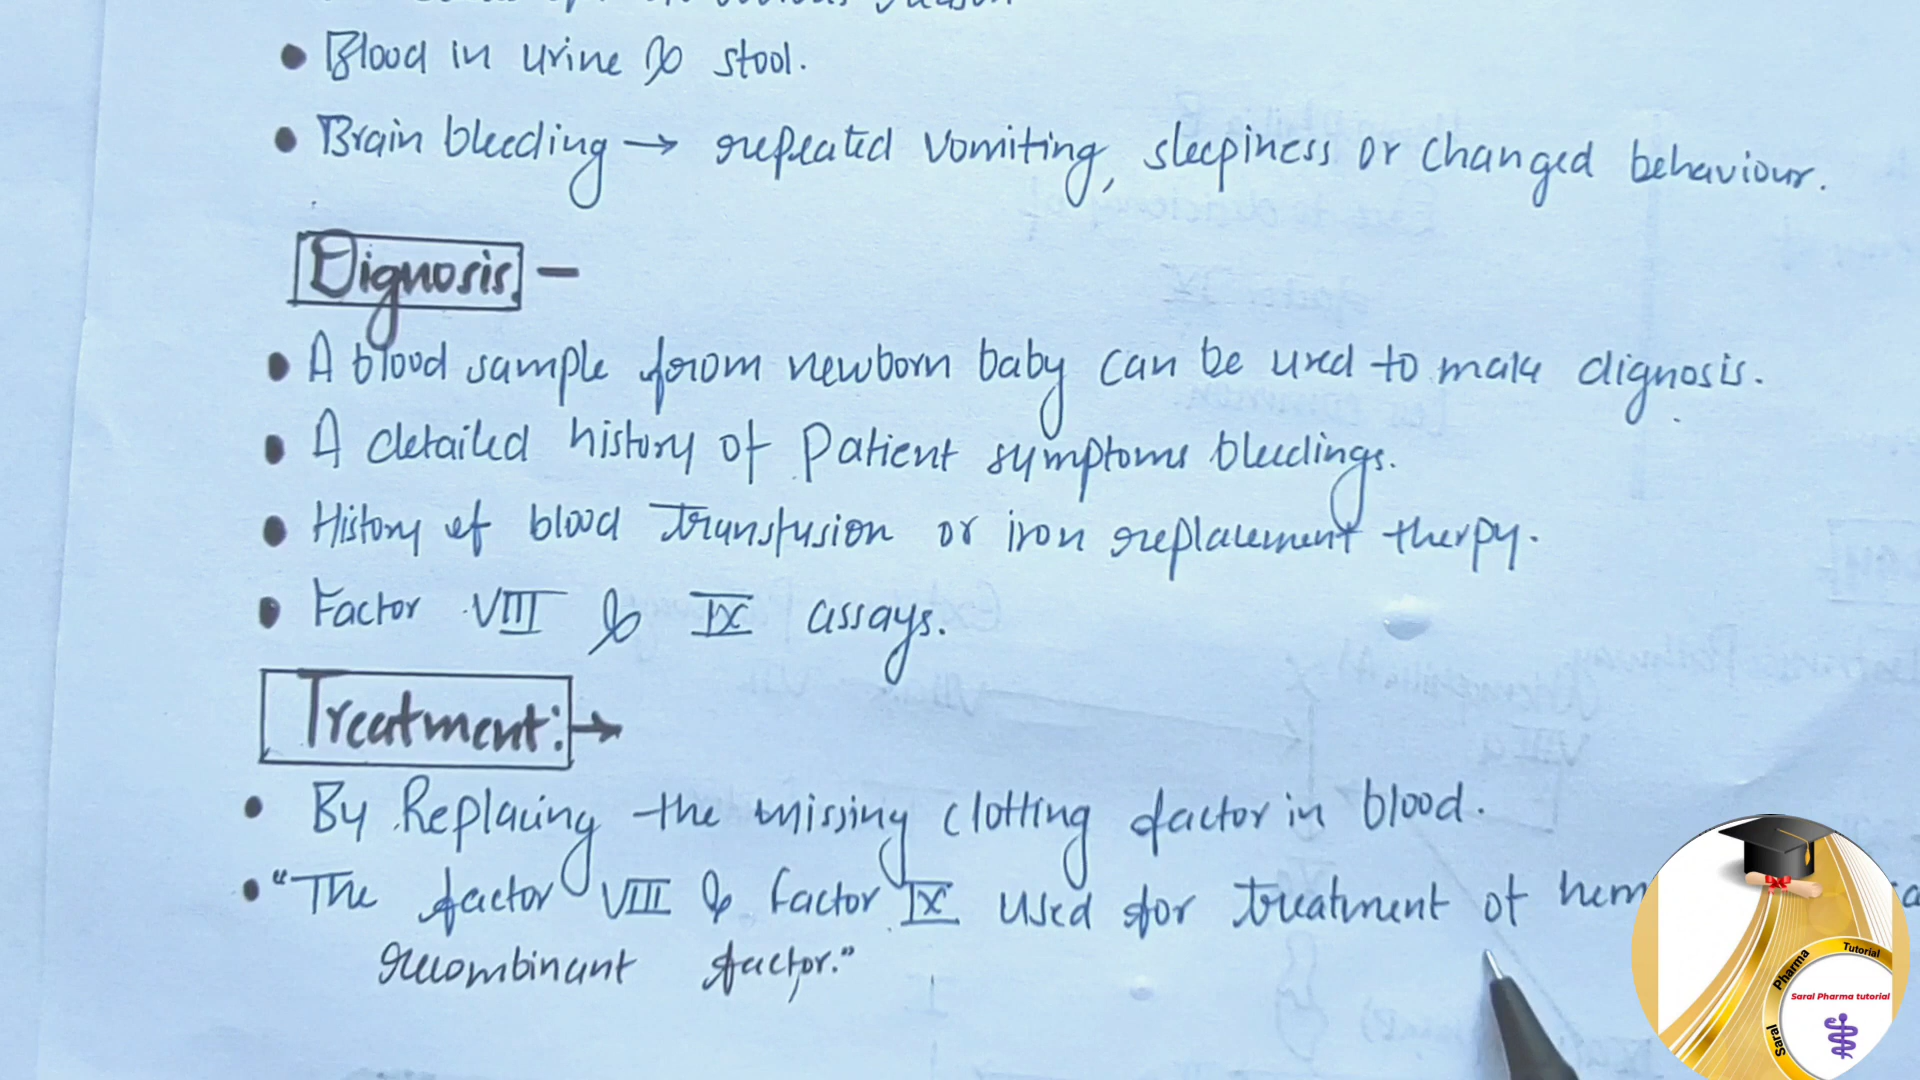 • Blood in urine & stool.
• Brain bleeding → repeated vomiting, sleepiness or changed behaviour.
Dignosis. –
• A blood sample from newborn baby can be used to make dignosis.
• A detailed history of Patient symptoms bleedings.
• History of blood transfusion or iron replacement therpy.
• Factor VIII & IX assays.
Treatment:→
• By Replacing the missing clotting factor in blood.
• "The factor VIII & Factor IX used for treatment of hem
recombinant factor."
Saral Pharma Tutorial
Saral Pharma tutorial